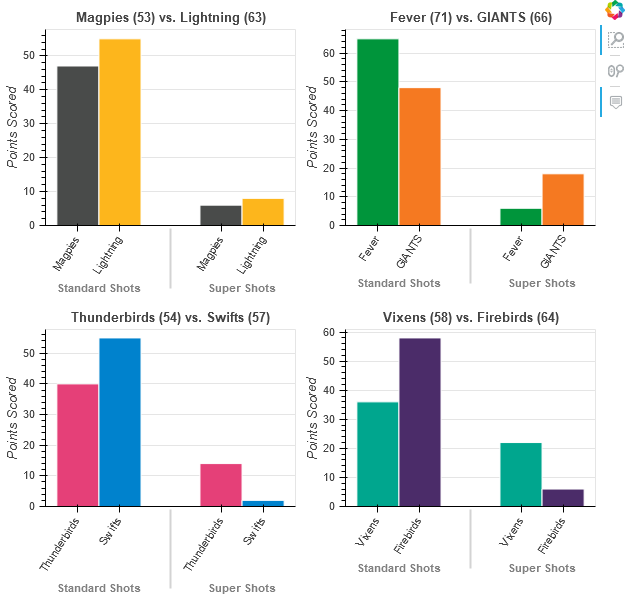 Magpies (53) vs. Lightning (63)
Points Scored
50
40
30
20
10
0
Magpies
Lightning
Magpies
Lightning
Standard Shots
Super Shots
Fever (71) vs. GIANTS (66)
Points Scored
60
50
40
30
20
10
0
Fever
GIANTS
Fever
GIANTS
Standard Shots
Super Shots
Thunderbirds (54) vs. Swifts (57)
Points Scored
50
40
30
20
10
0
Thunderbirds
Swifts
Thunderbirds
Swifts
Standard Shots
Super Shots
Vixens (58) vs. Firebirds (64)
Points Scored
60
50
40
30
20
10
0
Vixens
Firebirds
Vixens
Firebirds
Standard Shots
Super Shots